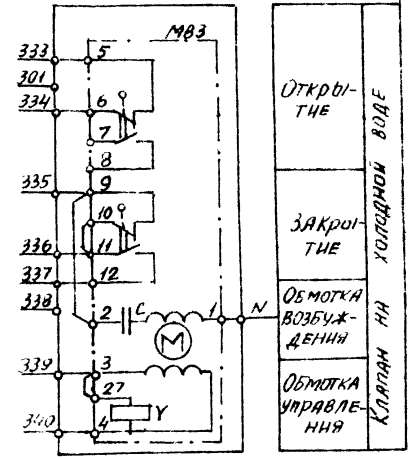 МВ3
333
5
301
334
6
7
8
335
9
10
336
11
337
12
338
2
C
1
N
M
339
3
27
Y
340
4
ОТКРЫ-
ТИЕ
ЗАКРЫ-
ТИЕ
ОБМОТКА
ВОЗБУЖ-
ДЕНИЯ
ОБМОТКА
УПРАВЛЕ-
НИЯ
КЛАПАН НА ХОЛОДНОЙ ВОДЕ